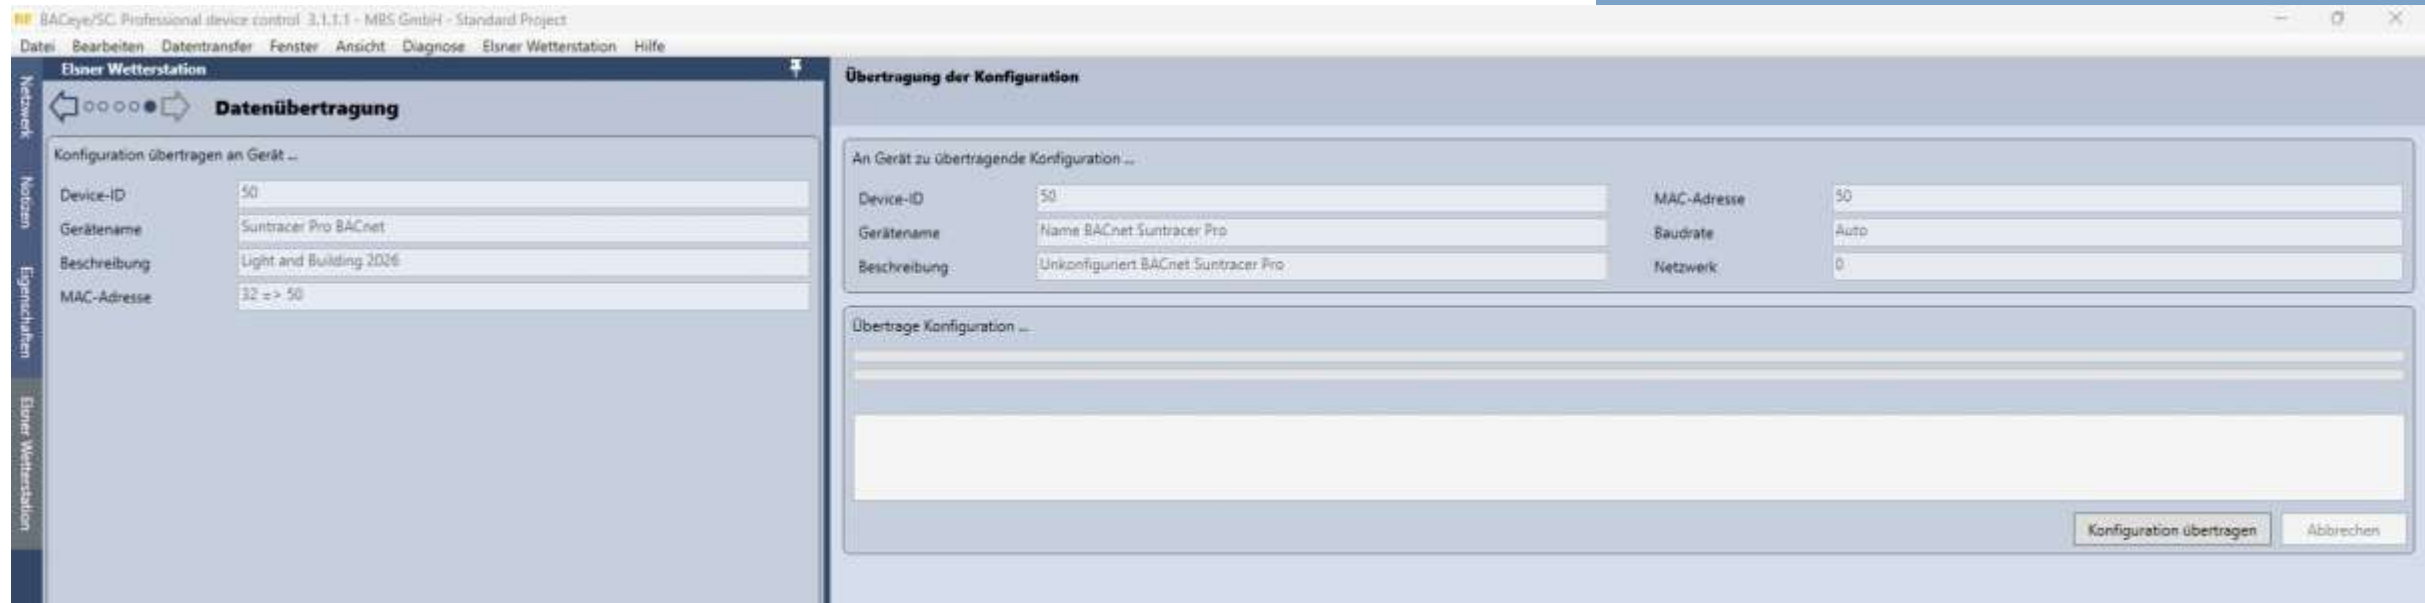 BACeye/SC. Professional device control 3.1.1.1 - MBS GmbH - Standard Project
Datei Bearbeiten Datentransfer Fenster Ansicht Diagnose Elsner Wetterstation Hilfe
Netzwerk
Notizen
Eigenschaften
Elsner Wetterstation
Elsner Wetterstation
Datenübertragung
Konfiguration übertragen an Gerät ...
Device-ID 50
Gerätename Suntracer Pro BACnet
Beschreibung Light and Building 2026
MAC-Adresse 32 => 50
Übertragung der Konfiguration
An Gerät zu übertragende Konfiguration ...
Device-ID 50 MAC-Adresse 50
Gerätename Name BACnet Suntracer Pro Baudrate Auto
Beschreibung Unkonfiguriert BACnet Suntracer Pro Netzwerk 0
Übertrage Konfiguration ...
Konfiguration übertragen Abbrechen